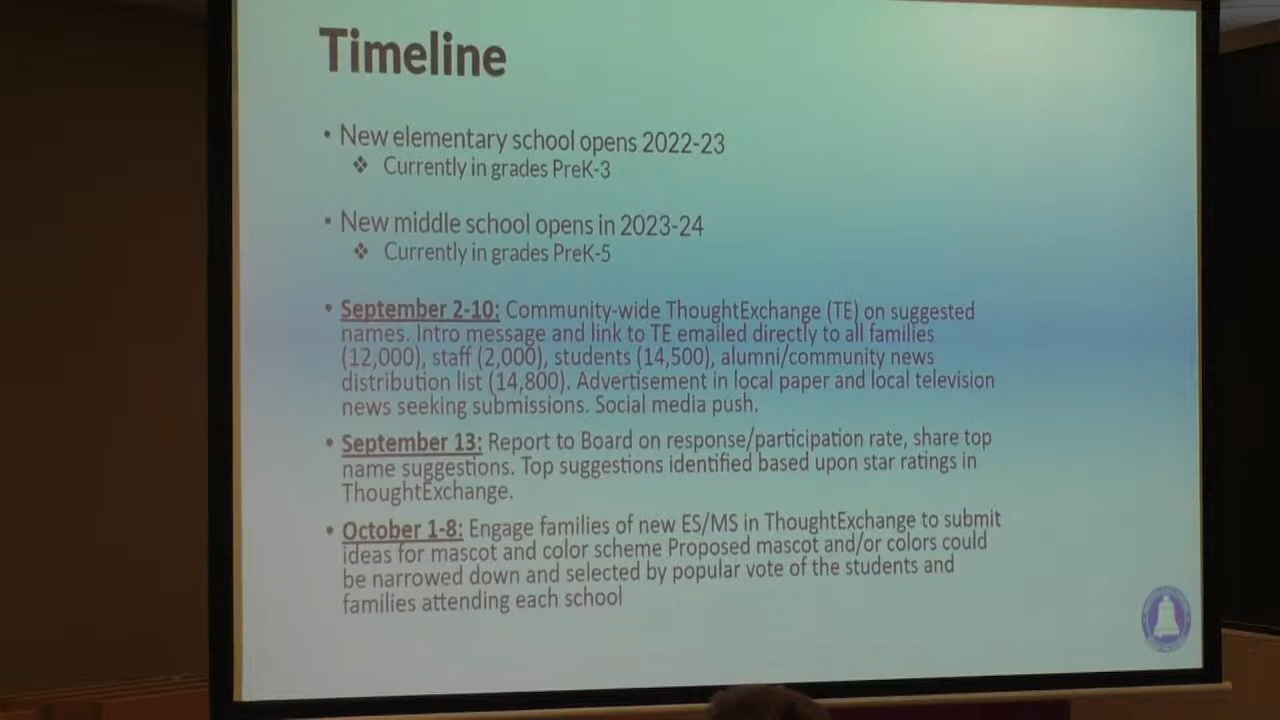 Timeline
• New elementary school opens 2022-23
❖ Currently in grades PreK-3
• New middle school opens in 2023-24
❖ Currently in grades PreK-5
• September 2-10: Community-wide ThoughtExchange (TE) on suggested
names. Intro message and link to TE emailed directly to all families
(12,000), staff (2,000), students (14,500), alumni/community news
distribution list (14,800). Advertisement in local paper and local television
news seeking submissions. Social media push.
• September 13: Report to Board on response/participation rate, share top
name suggestions. Top suggestions identified based upon star ratings in
ThoughtExchange.
• October 1-8: Engage families of new ES/MS in ThoughtExchange to submit
ideas for mascot and color scheme Proposed mascot and/or colors could
be narrowed down and selected by popular vote of the students and
families attending each school